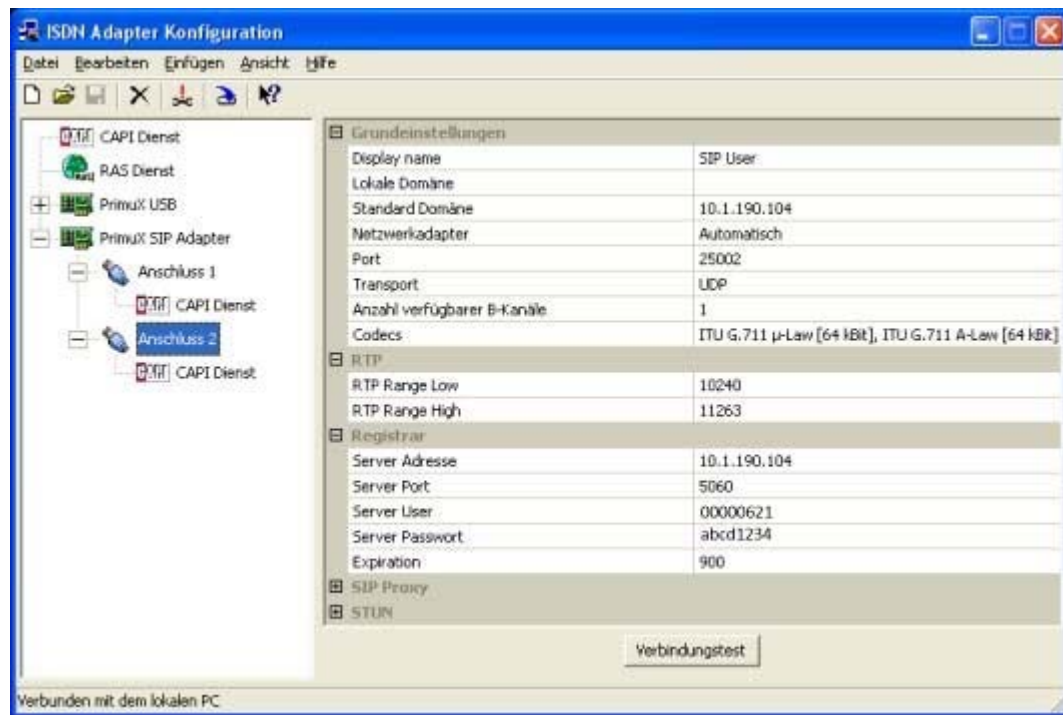 ISDN Adapter Konfiguration
Datei Bearbeiten Einfügen Ansicht Hilfe
CAPI Dienst
RAS Dienst
PrimuX USB
PrimuX SIP Adapter
Anschluss 1
CAPI Dienst
Anschluss 2
CAPI Dienst
Grundeinstellungen
Display name SIP User
Lokale Domäne
Standard Domäne 10.1.190.104
Netzwerkadapter Automatisch
Port 25002
Transport UDP
Anzahl verfügbarer B-Kanäle 1
Codecs ITU G.711 µ-Law [64 kBit], ITU G.711 A-Law [64 kBit]
RTP
RTP Range Low 10240
RTP Range High 11263
Registrar
Server Adresse 10.1.190.104
Server Port 5060
Server User 00000621
Server Passwort abcd1234
Expiration 900
SIP Proxy
STUN
Verbindungstest
Verbunden mit dem lokalen PC